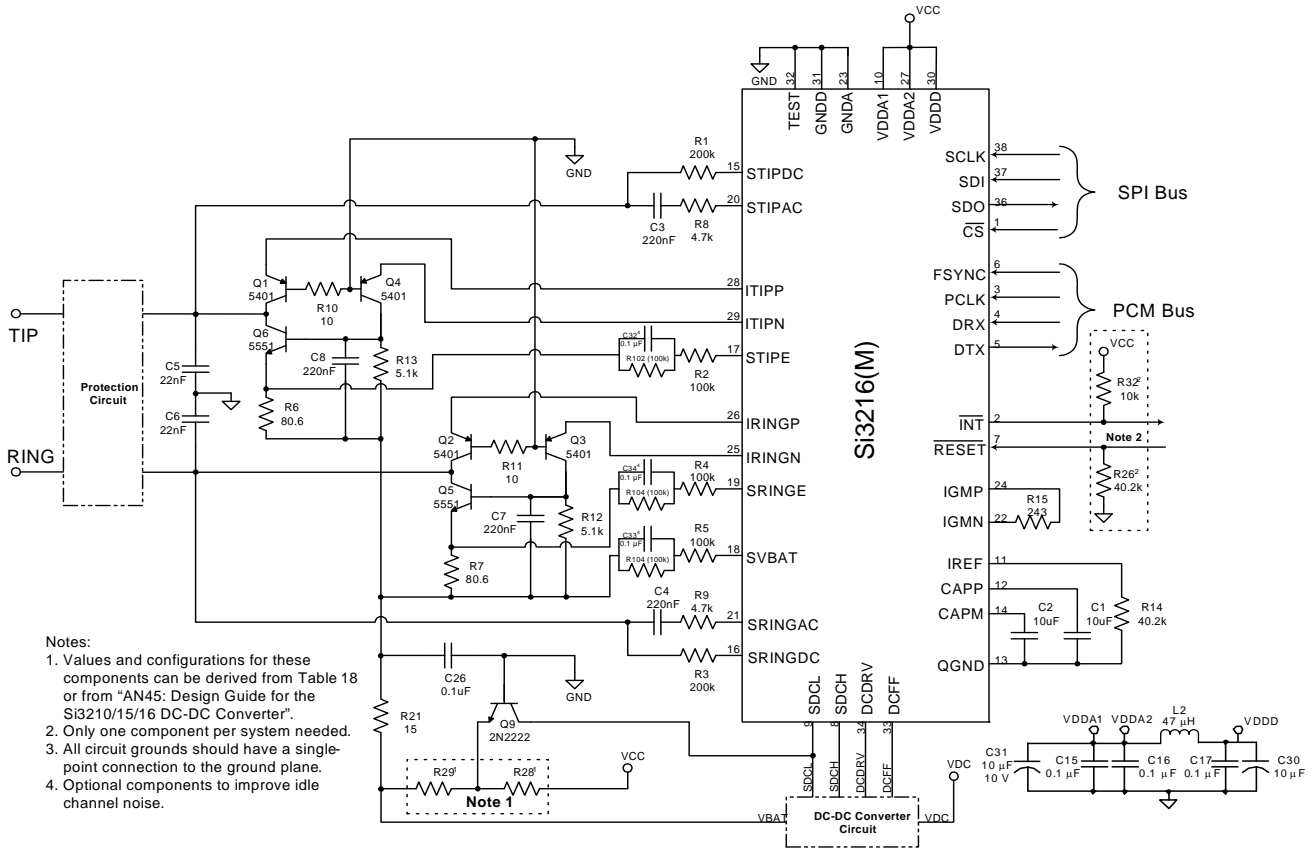 VCC
GND
TEST 32
GNDD 31
GNDA 23
VDDA1 10
VDDA2 27
VDDD 30
GND
R1
200k
15 STIPDC
20 STIPAC
C3
220nF
R8
4.7k
SCLK 38
SDI 37
SDO 36
CS 1
SPI Bus
FSYNC 6
PCLK 3
DRX 4
DTX 5
PCM Bus
Q1
5401
Q4
5401
R10
10
28 ITIPP
29 ITIPN
TIP
Q6
5551
C8
220nF
R13
5.1k
C32⁴
0.1 µF
R102 (100k)
R2
100k
17 STIPE
C5
22nF
Protection
Circuit
C6
22nF
R6
80.6
Si3216(M)
VCC
R32²
10k
INT 2
Note 2
RESET 7
R26²
40.2k
26 IRINGP
Q2
5401
Q3
5401
R11
10
25 IRINGN
RING
Q5
5551
C34⁴
0.1 µF
R104 (100k)
R4
100k
19 SRINGE
C7
220nF
R12
5.1k
IGMP 24
R15
243
IGMN 22
C33⁴
0.1 µF
R104 (100k)
R5
100k
18 SVBAT
R7
80.6
IREF 11
CAPP 12
CAPM 14
C2
10uF
C1
10uF
R14
40.2k
QGND 13
C4
220nF
R9
4.7k
21 SRINGAC
16 SRINGDC
R3
200k
Notes:
1. Values and configurations for these
components can be derived from Table 18
or from “AN45: Design Guide for the
Si3210/15/16 DC-DC Converter”.
2. Only one component per system needed.
3. All circuit grounds should have a single-
point connection to the ground plane.
4. Optional components to improve idle
channel noise.
C26
0.1uF
GND
R21
15
Q9
2N2222
R29¹
R28¹
VCC
Note 1
SDCL 9
SDCH 8
DCDRV 34
DCFF 33
SDCL
SDCH
DCDRV
DCFF
VBAT
DC-DC Converter
Circuit
VDC
VDC
VDDA1
VDDA2
L2
47 µH
VDDD
C31
10 µF
10 V
C15
0.1 µF
C16
0.1 µF
C17
0.1 µF
C30
10 µF